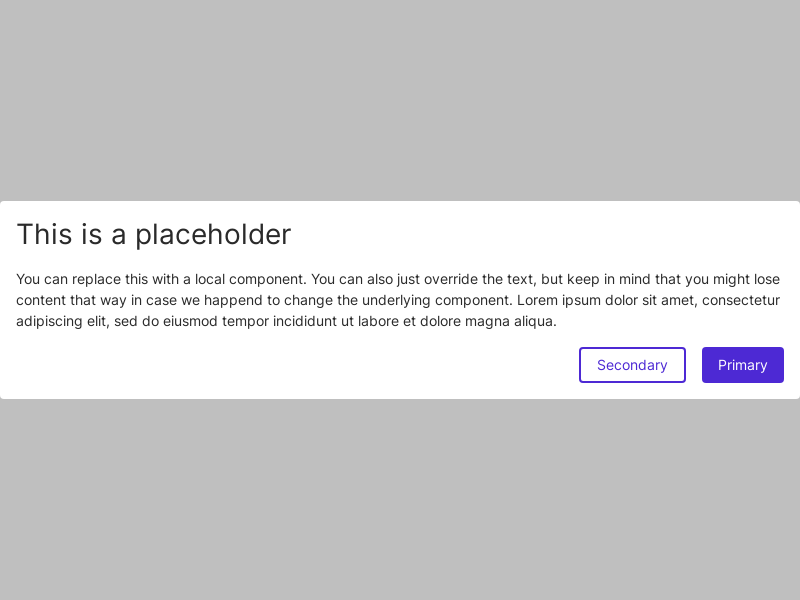 This is a placeholder
You can replace this with a local component. You can also just override the text, but keep in mind that you might lose
content that way in case we happend to change the underlying component. Lorem ipsum dolor sit amet, consectetur
adipiscing elit, sed do eiusmod tempor incididunt ut labore et dolore magna aliqua.
Secondary
Primary